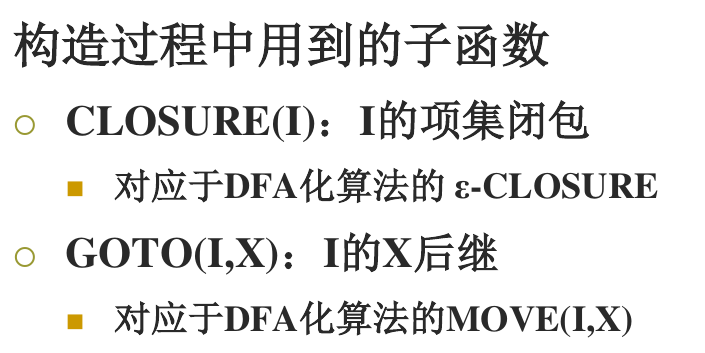 构造过程中用到的子函数
CLOSURE(I)：I的项集闭包
对应于DFA化算法的 ε-CLOSURE
GOTO(I,X)：I的X后继
对应于DFA化算法的MOVE(I,X)